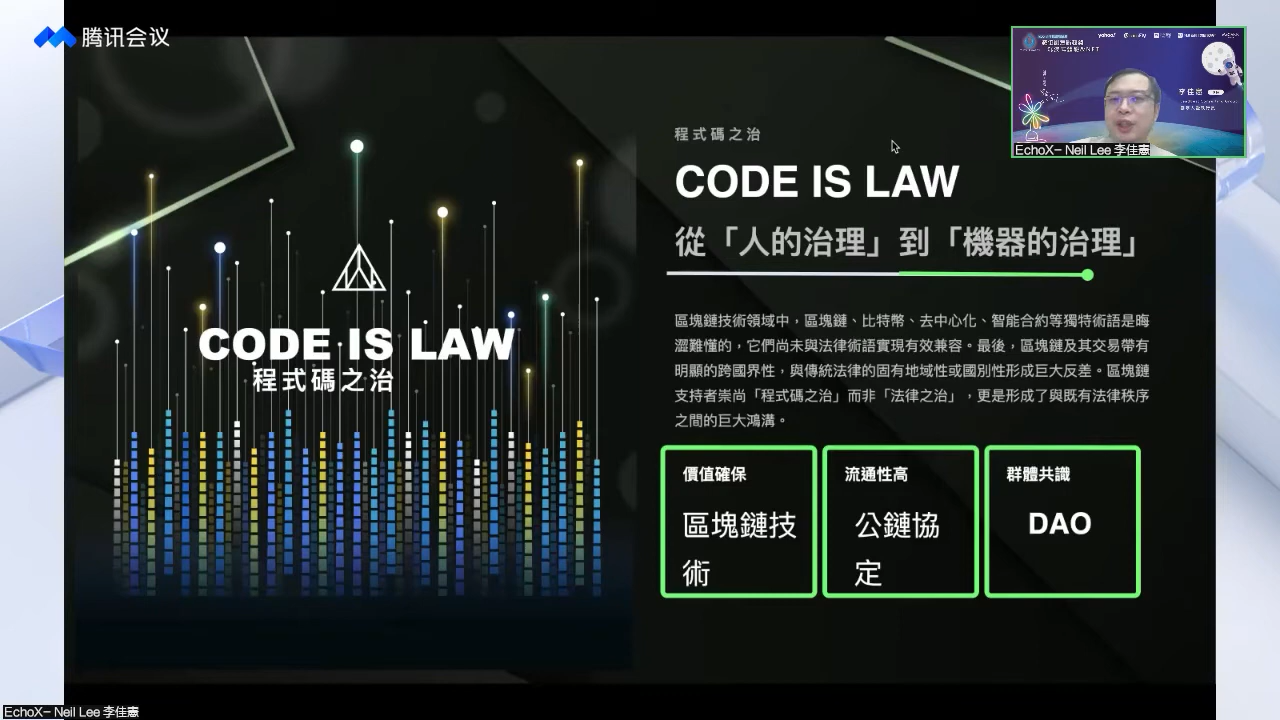 腾讯会议
程式碼之治
CODE IS LAW
從「人的治理」到「機器的治理」
區塊鏈技術領域中，區塊鏈、比特幣、去中心化、智能合約等獨特術語是晦
澀難懂的，它們尚未與法律術語實現有效兼容。最後，區塊鏈及其交易帶有
明顯的跨國界性，與傳統法律的固有地域性或國別性形成巨大反差。區塊鏈
支持者崇尚「程式碼之治」而非「法律之治」，更是形成了與既有法律秩序
之間的巨大鴻溝。
價值確保
區塊鏈技
術
流通性高
公鏈協
定
群體共識
DAO
CODE IS LAW
程式碼之治
yahoo!
李佳憲
EchoX- Neil Lee 李佳憲
EchoX- Neil Lee 李佳憲